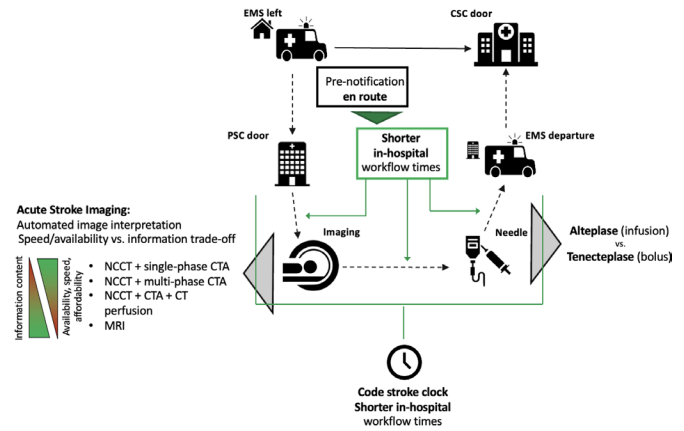 EMS left
CSC door
Pre-notification
en route
PSC door
Shorter
in-hospital
workflow times
EMS departure
Acute Stroke Imaging:
Automated image interpretation
Speed/availability vs. information trade-off
Information content
Availability, speed,
affordability
• NCCT + single-phase CTA
• NCCT + multi-phase CTA
• NCCT + CTA + CT
perfusion
• MRI
Imaging
Needle
Alteplase (infusion)
vs.
Tenecteplase (bolus)
Code stroke clock
Shorter in-hospital
workflow times